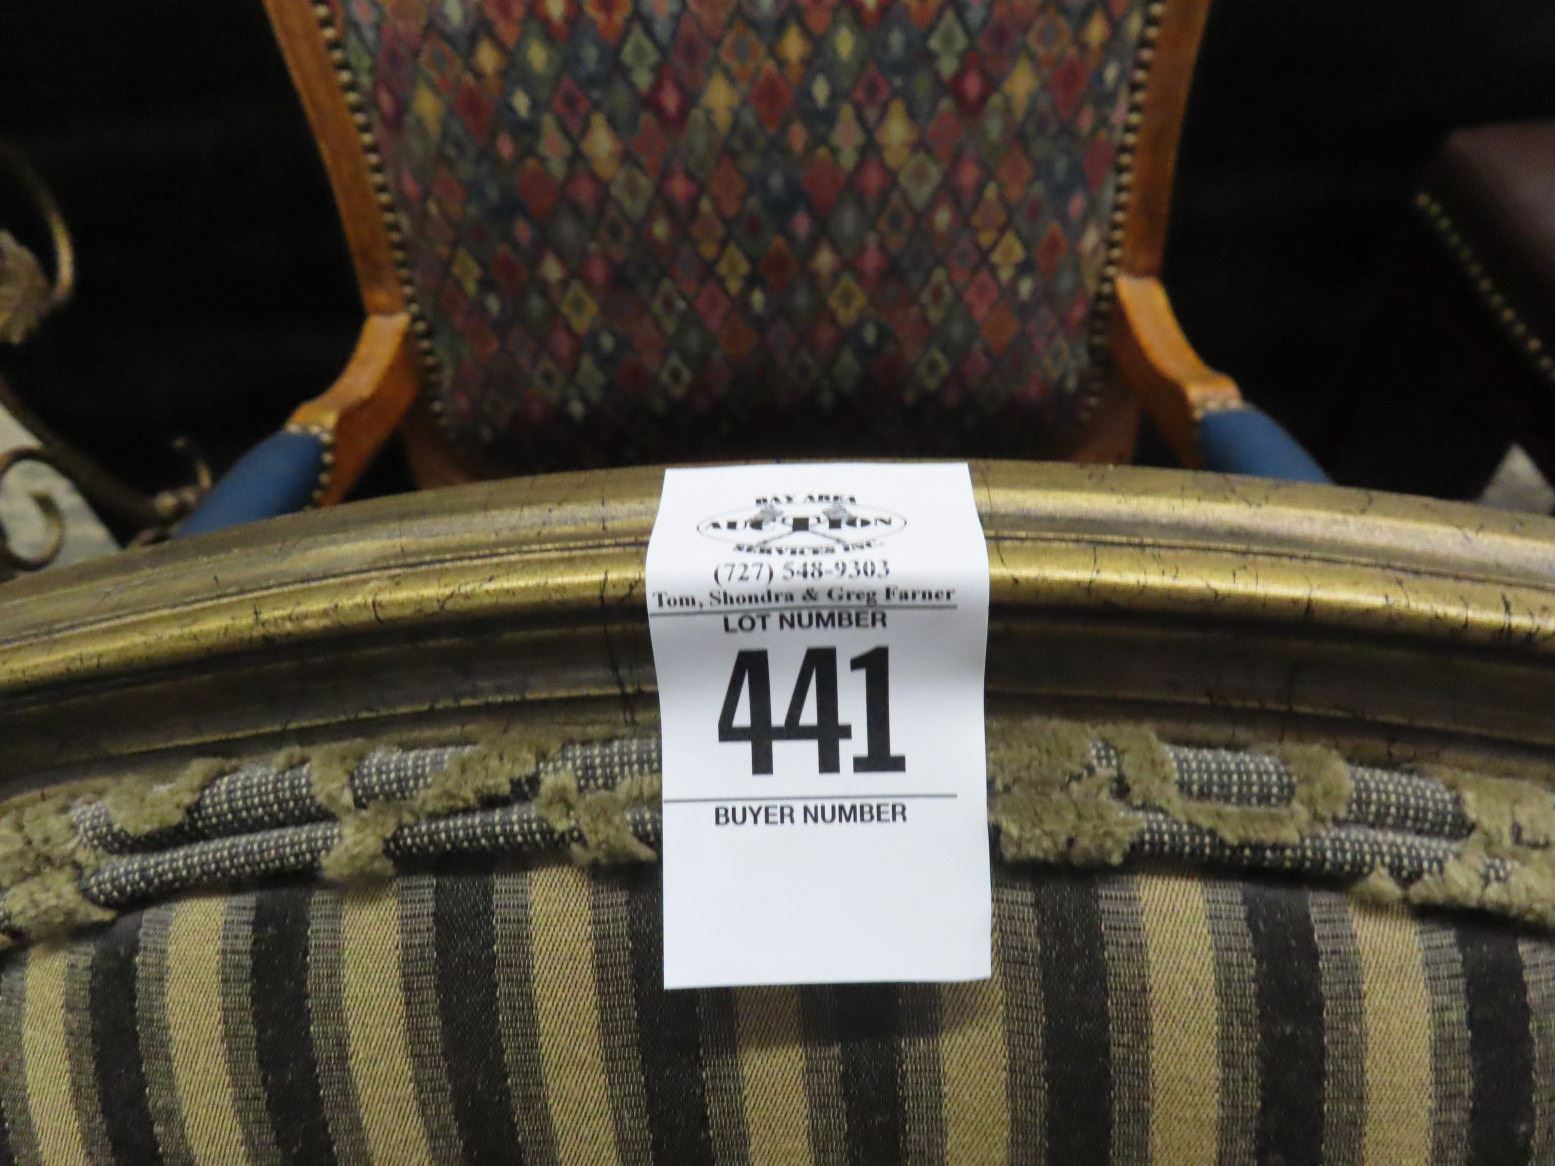 BAY AREA
AUCTION
SERVICES INC.
(727) 548-9303
Tom, Shondra & Greg Farner
LOT NUMBER
441
BUYER NUMBER